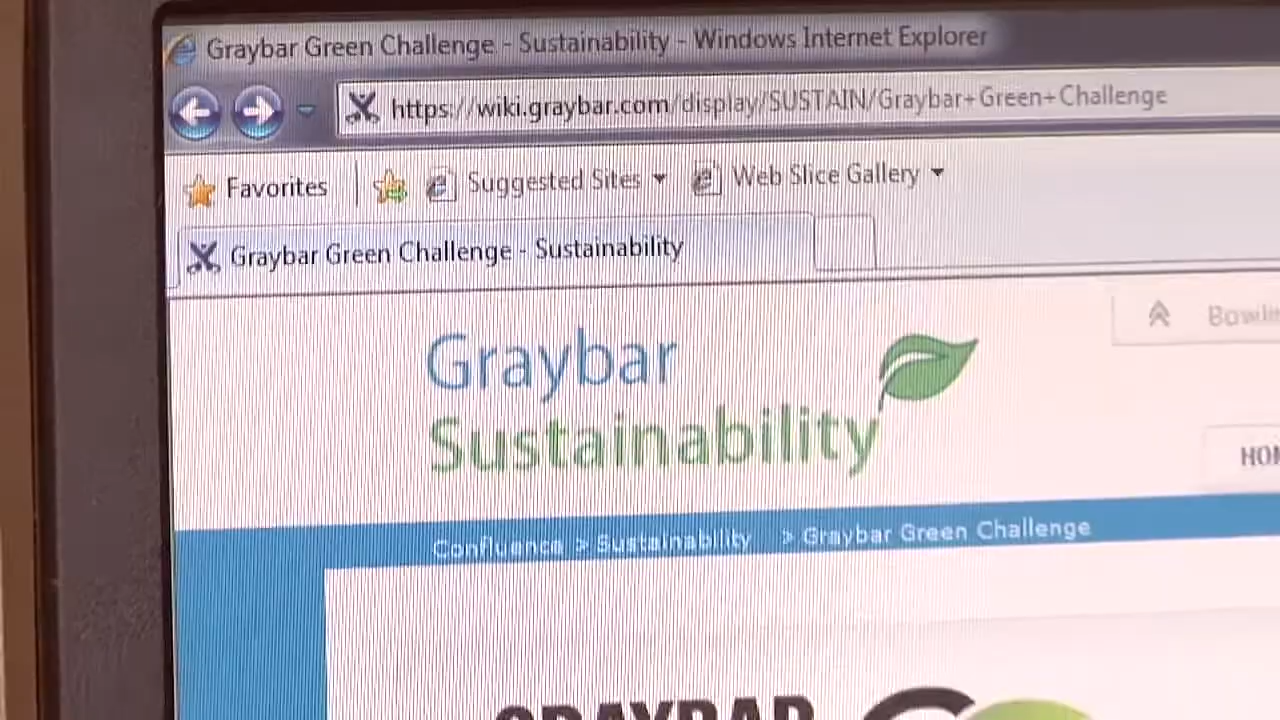 Graybar Green Challenge - Sustainability - Windows Internet Explorer
https://wiki.graybar.com/display/SUSTAIN/Graybar+Green+Challenge
Favorites Suggested Sites Web Slice Gallery
Graybar Green Challenge - Sustainability
Graybar
Sustainability
Confluence > Sustainability > Graybar Green Challenge
GRAYBAR